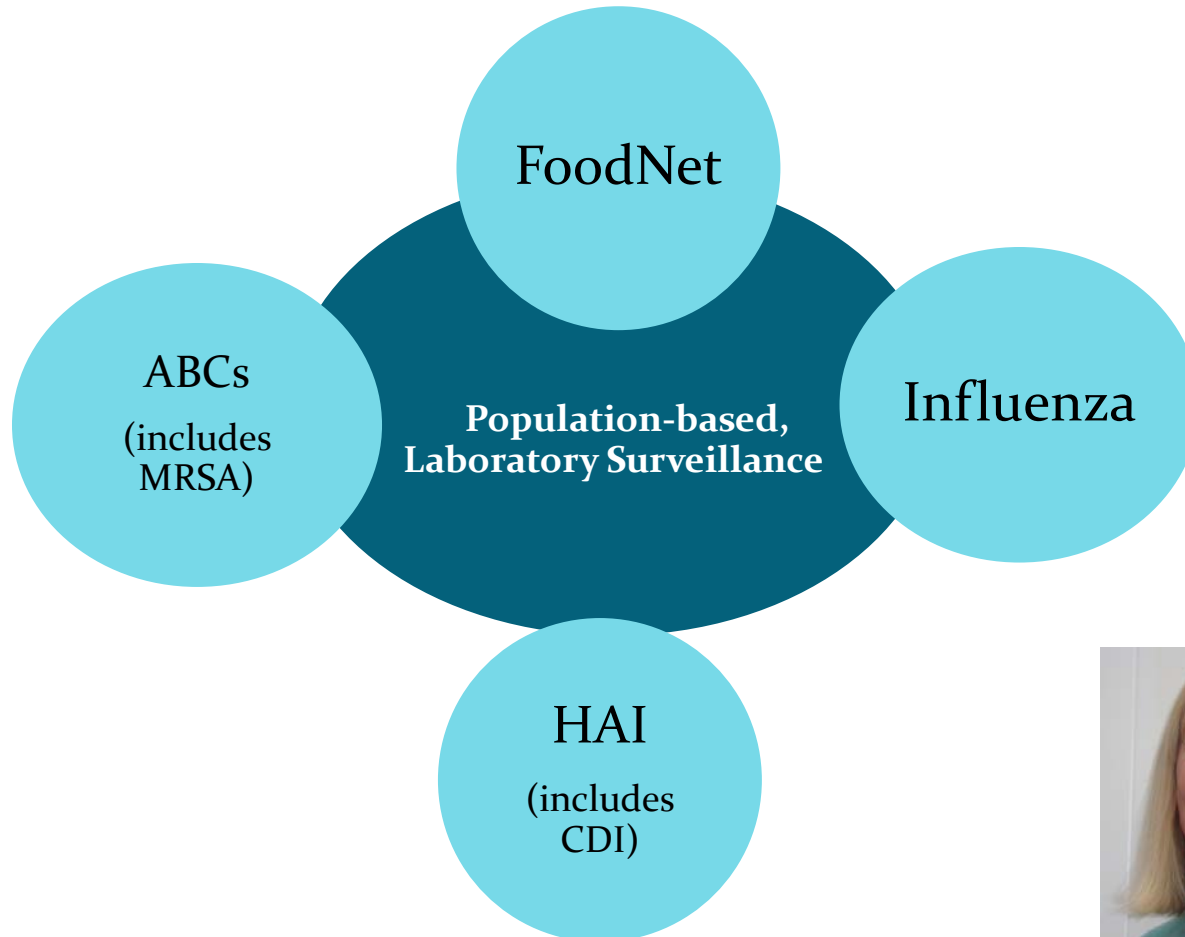 FoodNet
ABCs
(includes
MRSA)
Population-based,
Laboratory Surveillance
Influenza
HAI
(includes
CDI)